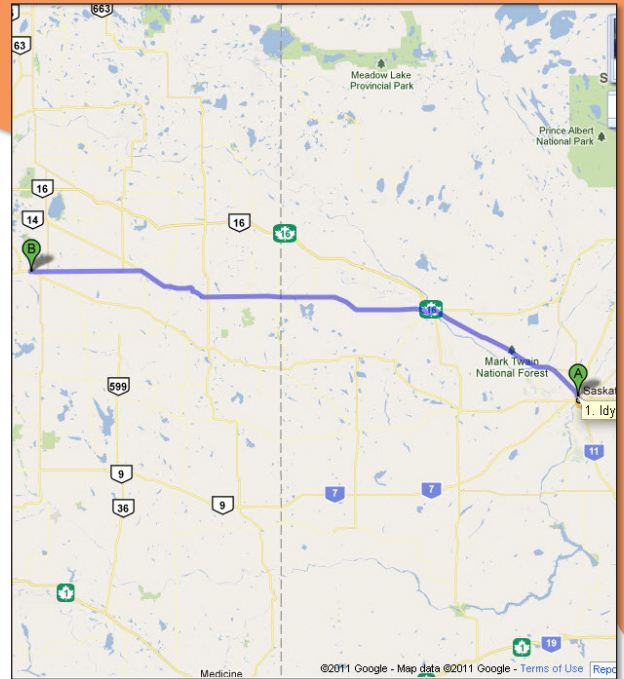 663
63
Meadow Lake
Provincial Park
S
Prince Albert
National Park
16
14
16
16
B
16
Mark Twain
National Forest
A
Saskat
1. Idy
599
11
9
36
9
7
7
1
1
19
Medicine
©2011 Google - Map data ©2011 Google - Terms of Use
Repo